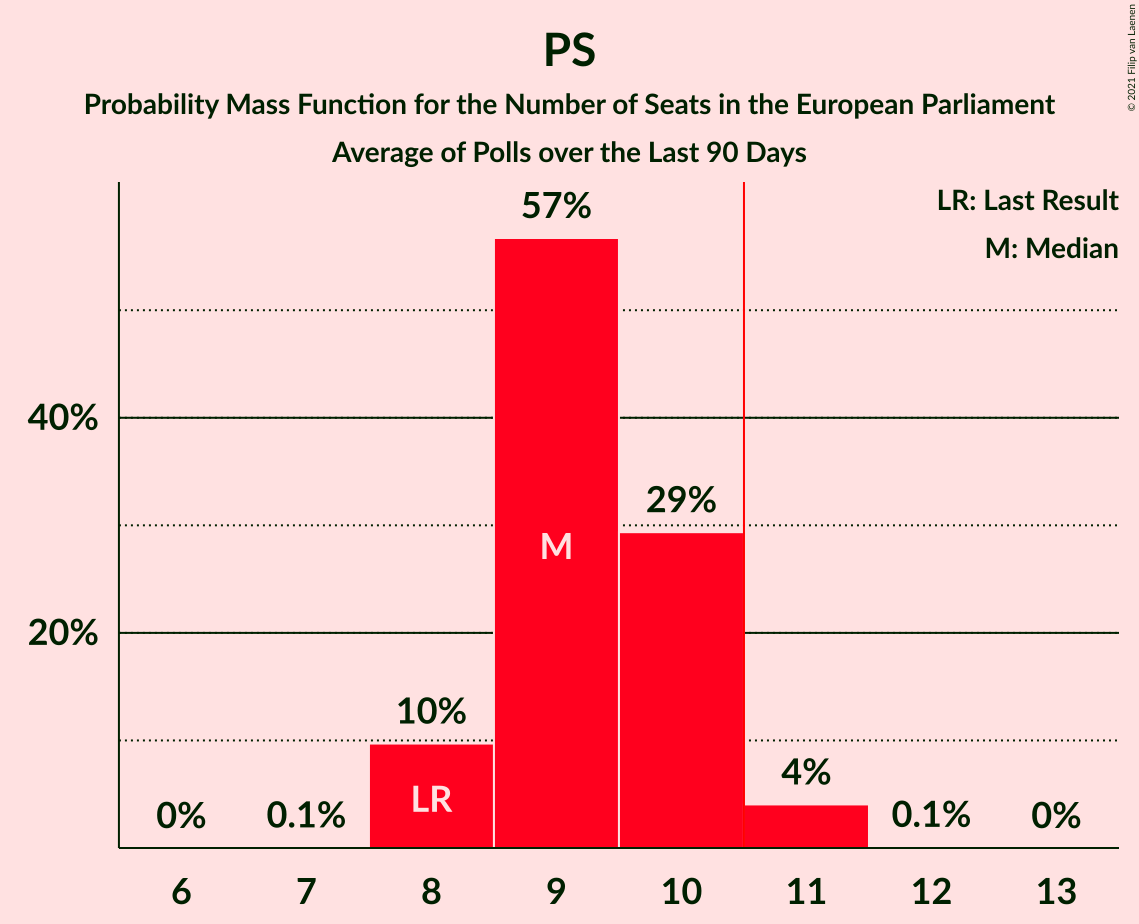 PS
Probability Mass Function for the Number of Seats in the European Parliament
Average of Polls over the Last 90 Days
© 2021 Filip van Laenen
LR: Last Result
M: Median
57%
40%
29%
M
20%
10%
4%
LR
0%
0.1%
0.1%
0%
6 7 8 9 10 11 12 13